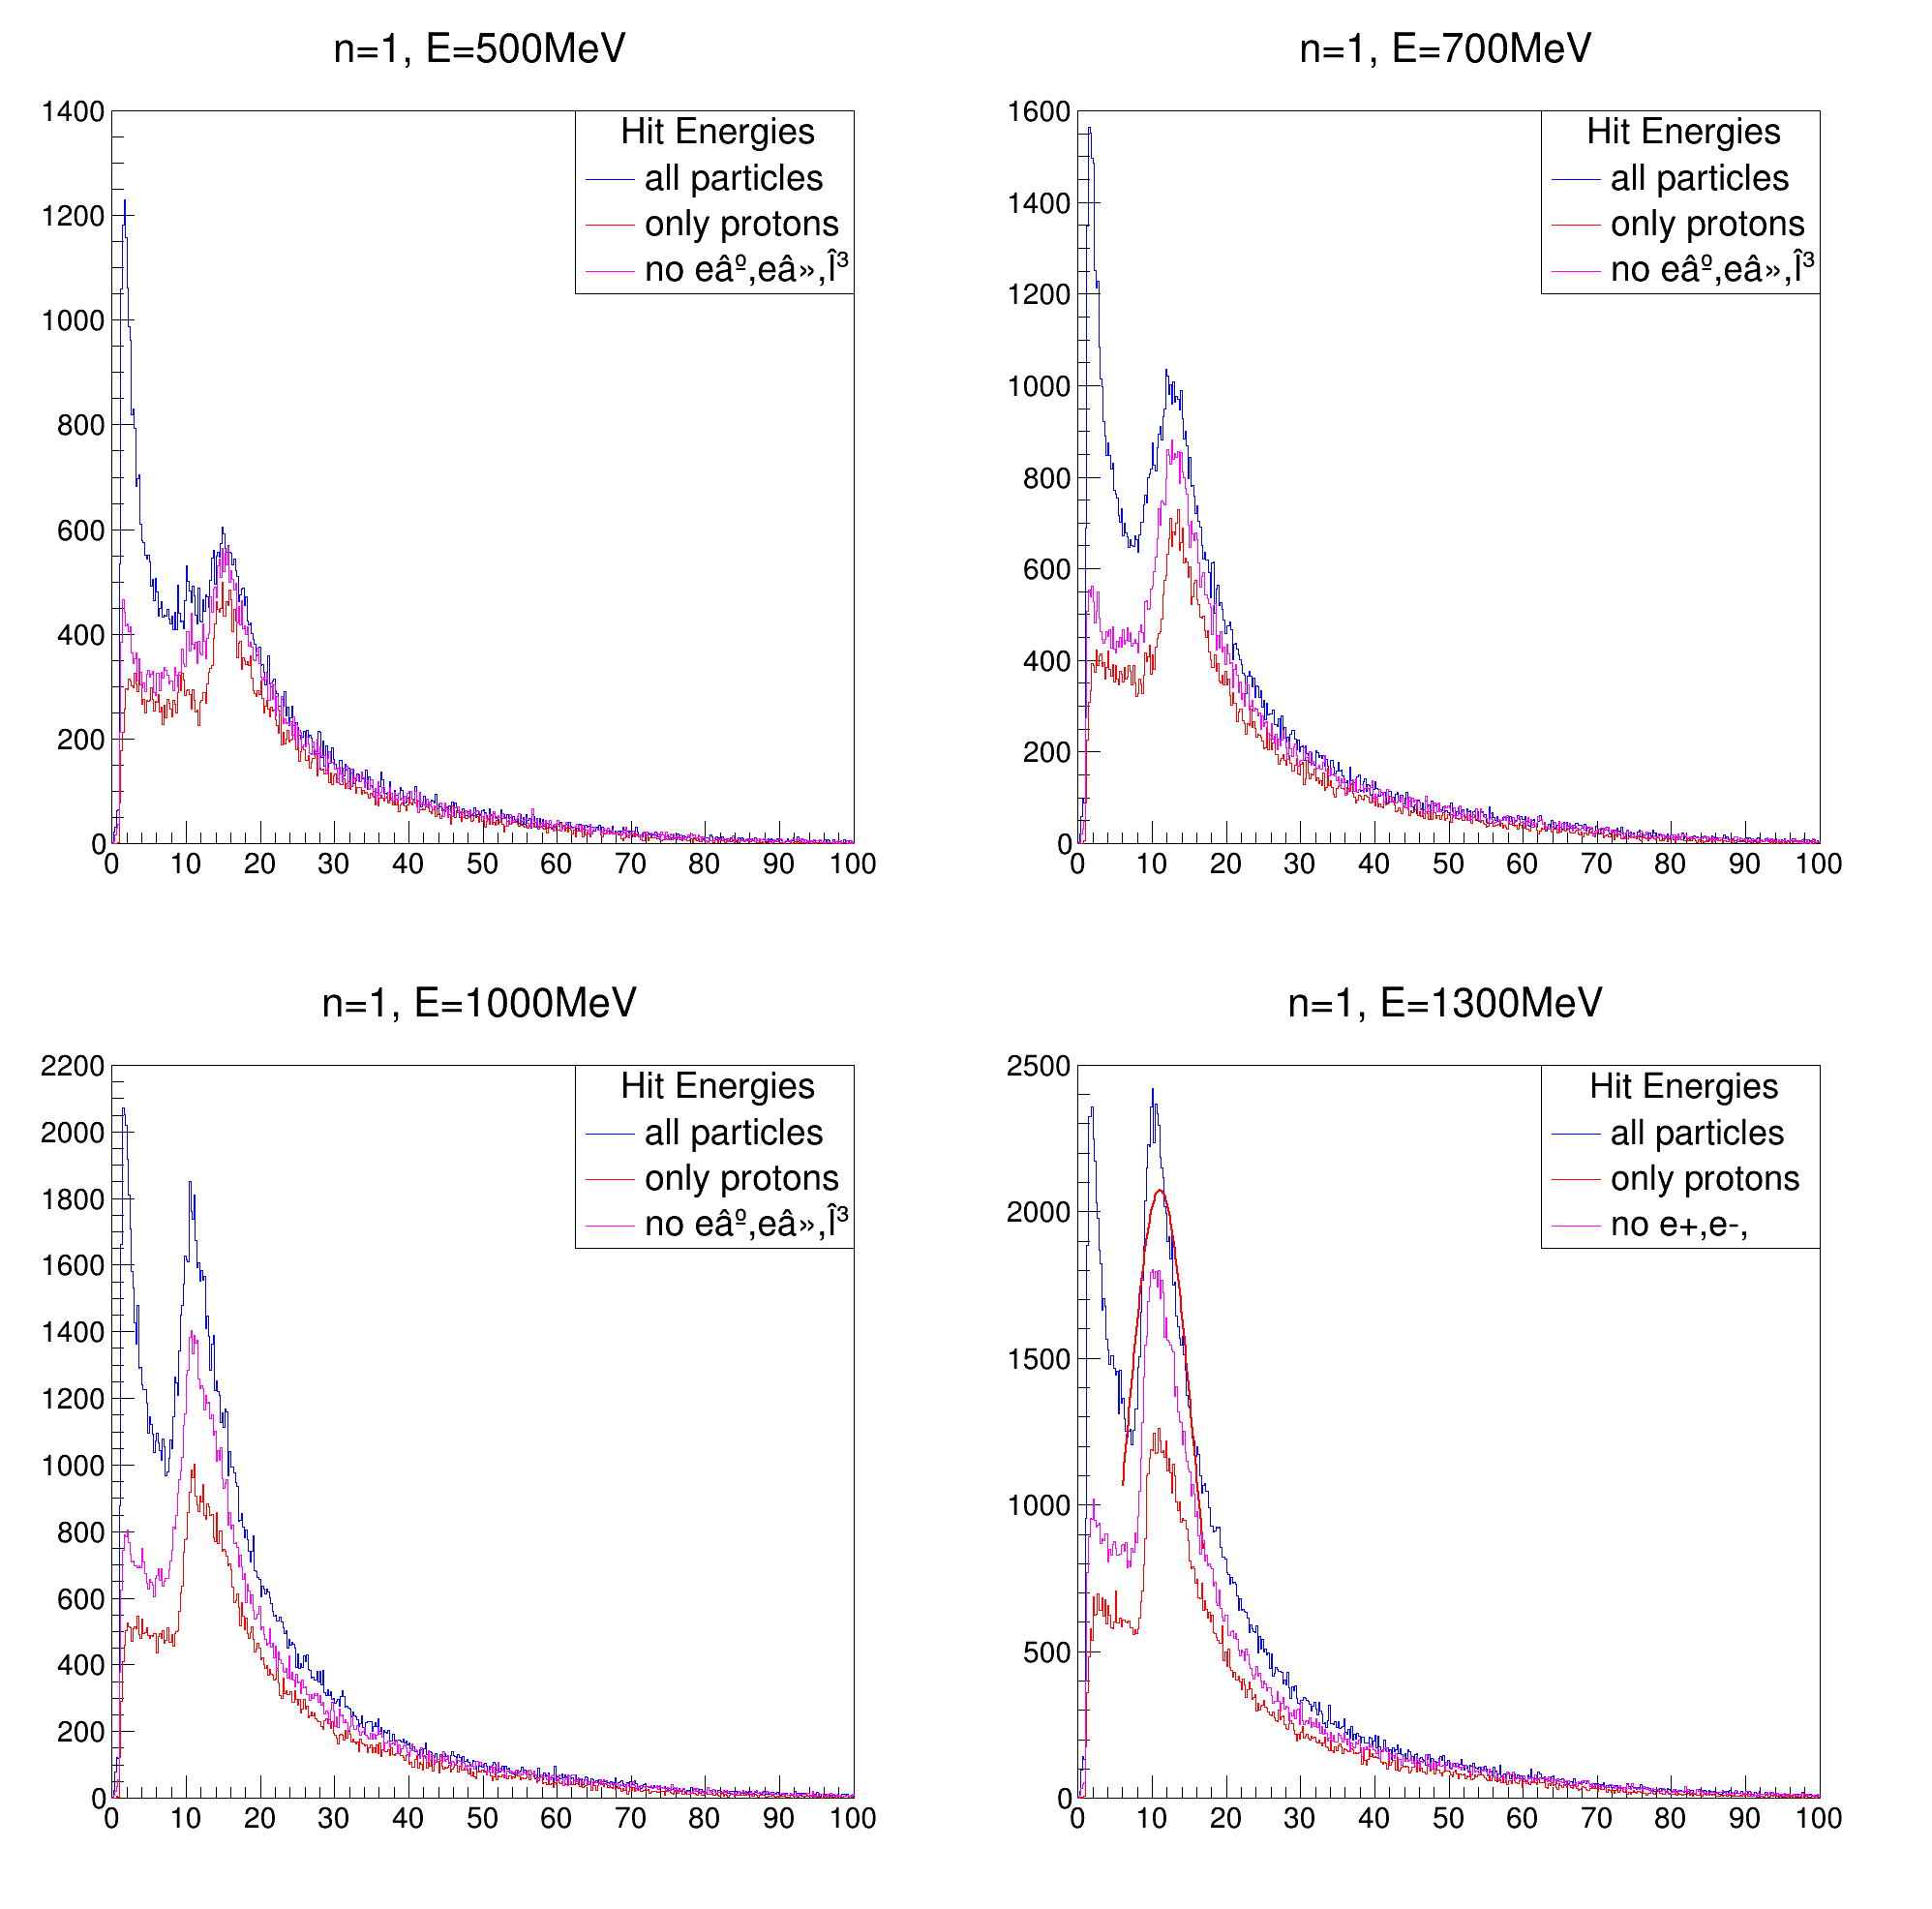 n=1, E=500MeV
1400
1200
1000
800
600
400
200
0
0 10 20 30 40 50 60 70 80 90 100
Hit Energies
all particles
only protons
no eâº,eâ»,Î³
n=1, E=700MeV
1600
1400
1200
1000
800
600
400
200
0
0 10 20 30 40 50 60 70 80 90 100
Hit Energies
all particles
only protons
no eâº,eâ»,Î³
n=1, E=1000MeV
2200
2000
1800
1600
1400
1200
1000
800
600
400
200
0
0 10 20 30 40 50 60 70 80 90 100
Hit Energies
all particles
only protons
no eâº,eâ»,Î³
n=1, E=1300MeV
2500
2000
1500
1000
500
0
0 10 20 30 40 50 60 70 80 90 100
Hit Energies
all particles
only protons
no e+,e-,